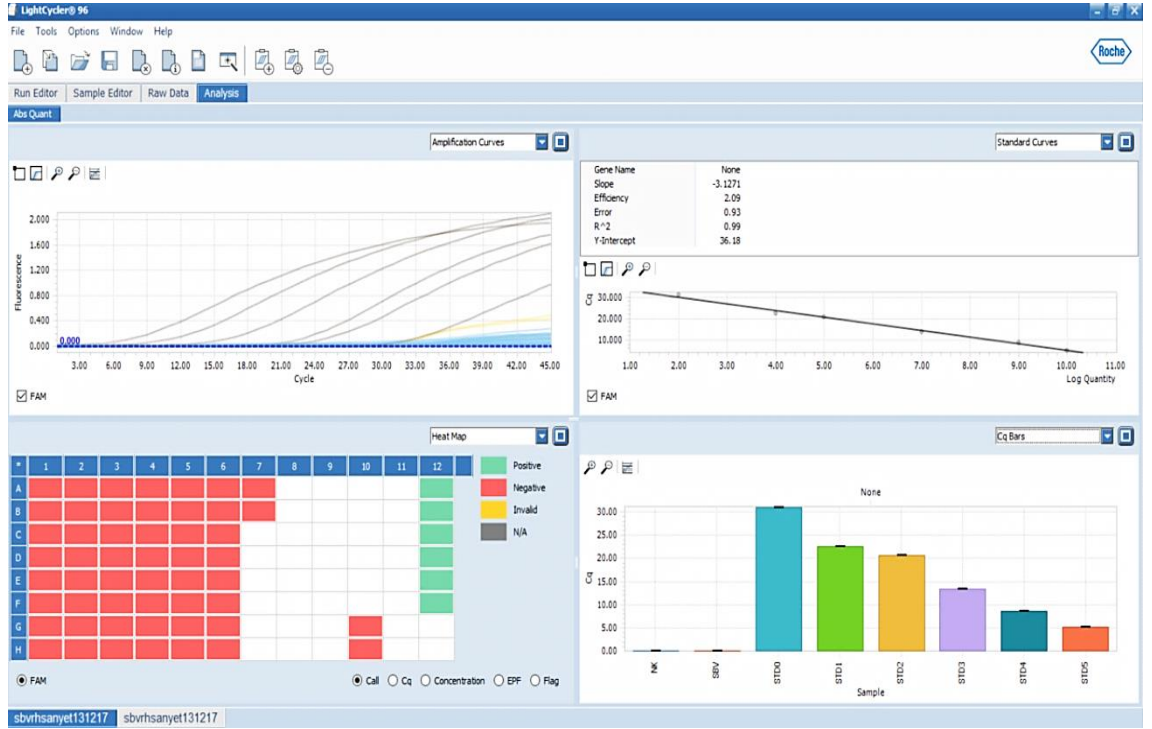 LightCycler® 96
File Tools Options Window Help
Roche
Run Editor Sample Editor Raw Data Analysis
Abs Quant
Amplification Curves
2.000
1.600
1.200
0.800
0.400
0.000
0.000
Fluorescence
3.00 6.00 9.00 12.00 15.00 18.00 21.00 24.00 27.00 30.00 33.00 36.00 39.00 42.00 45.00
Cycle
FAM
Standard Curves
Gene Name None
Slope -3.1271
Efficiency 2.09
Error 0.93
R^2 0.99
Y-Intercept 36.18
Cq
30.000
20.000
10.000
1.00 2.00 3.00 4.00 5.00 6.00 7.00 8.00 9.00 10.00 11.00
Log Quantity
FAM
Heat Map
* 1 2 3 4 5 6 7 8 9 10 11 12
A
B
C
D
E
F
G
H
Positive
Negative
Invalid
N/A
FAM
Call Cq Concentration EPF Flag
Cq Bars
None
30.00
25.00
20.00
15.00
10.00
5.00
0.00
Cq
NK SBV STD0 STD1 STD2 STD3 STD4 STD5
Sample
sbvrhsanyet131217 sbvrhsanyet131217